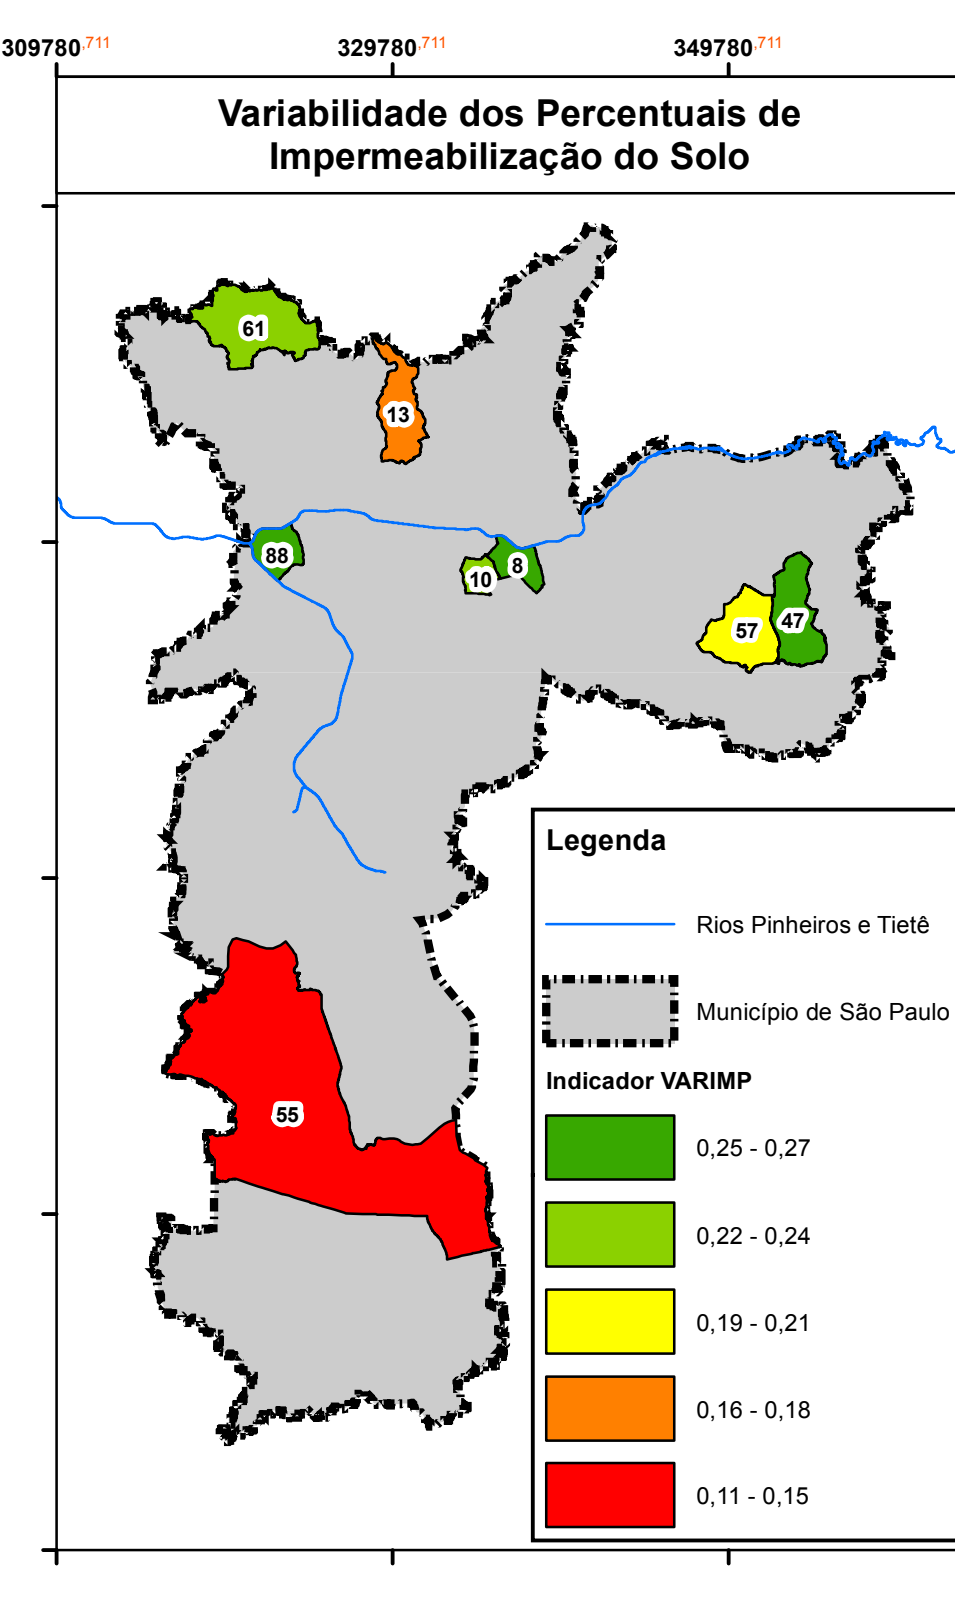 309780,711 329780,711 349780,711
Variabilidade dos Percentuais de
Impermeabilização do Solo
61
13
88
10
8
57
47
55
Legenda
Rios Pinheiros e Tietê
Município de São Paulo
Indicador VARIMP
0,25 - 0,27
0,22 - 0,24
0,19 - 0,21
0,16 - 0,18
0,11 - 0,15